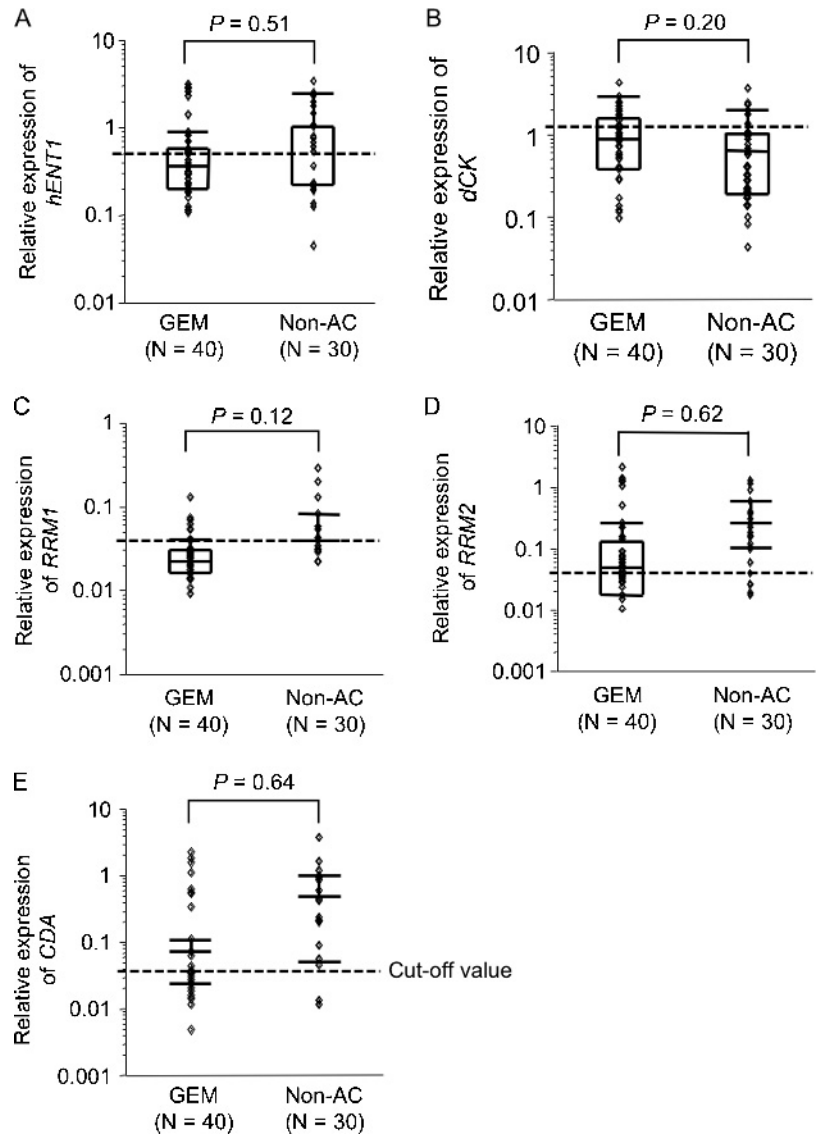 A
P = 0.51
Relative expression of
hENT1
10
1
0.1
0.01
GEM
(N = 40)
Non-AC
(N = 30)
B
P = 0.20
Relative expression of
dCK
10
1
0.1
0.01
GEM
(N = 40)
Non-AC
(N = 30)
C
P = 0.12
Relative expression
of RRM1
1
0.1
0.01
0.001
GEM
(N = 40)
Non-AC
(N = 30)
D
P = 0.62
Relative expression
of RRM2
10
1
0.1
0.01
0.001
GEM
(N = 40)
Non-AC
(N = 30)
E
P = 0.64
Relative expression
of CDA
10
1
0.1
0.01
0.001
Cut-off value
GEM
(N = 40)
Non-AC
(N = 30)